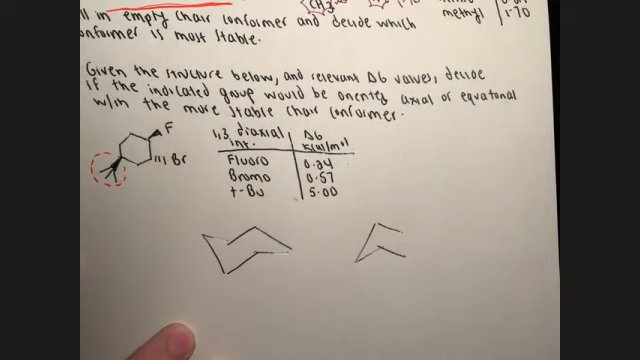 CH3
in empty chair conformer and decide which
methyl 1.70
onformer is most stable.
Given the structure below, and relevant ΔG values, decide
if the indicated group would be oriented axial or equatorial
w/in the more stable chair conformer.
F
Br
1,3 diaxial int. ΔG kcal/mol
Fluoro 0.24
Bromo 0.57
t-Bu 5.00